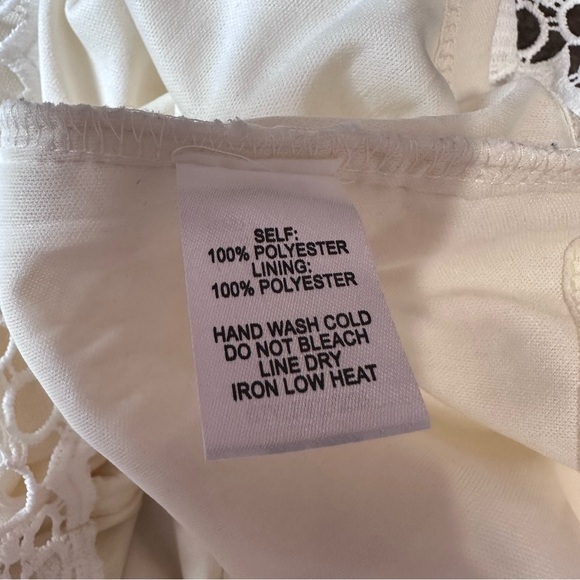 SELF:
100% POLYESTER
LINING:
100% POLYESTER
HAND WASH COLD
DO NOT BLEACH
LINE DRY
IRON LOW HEAT